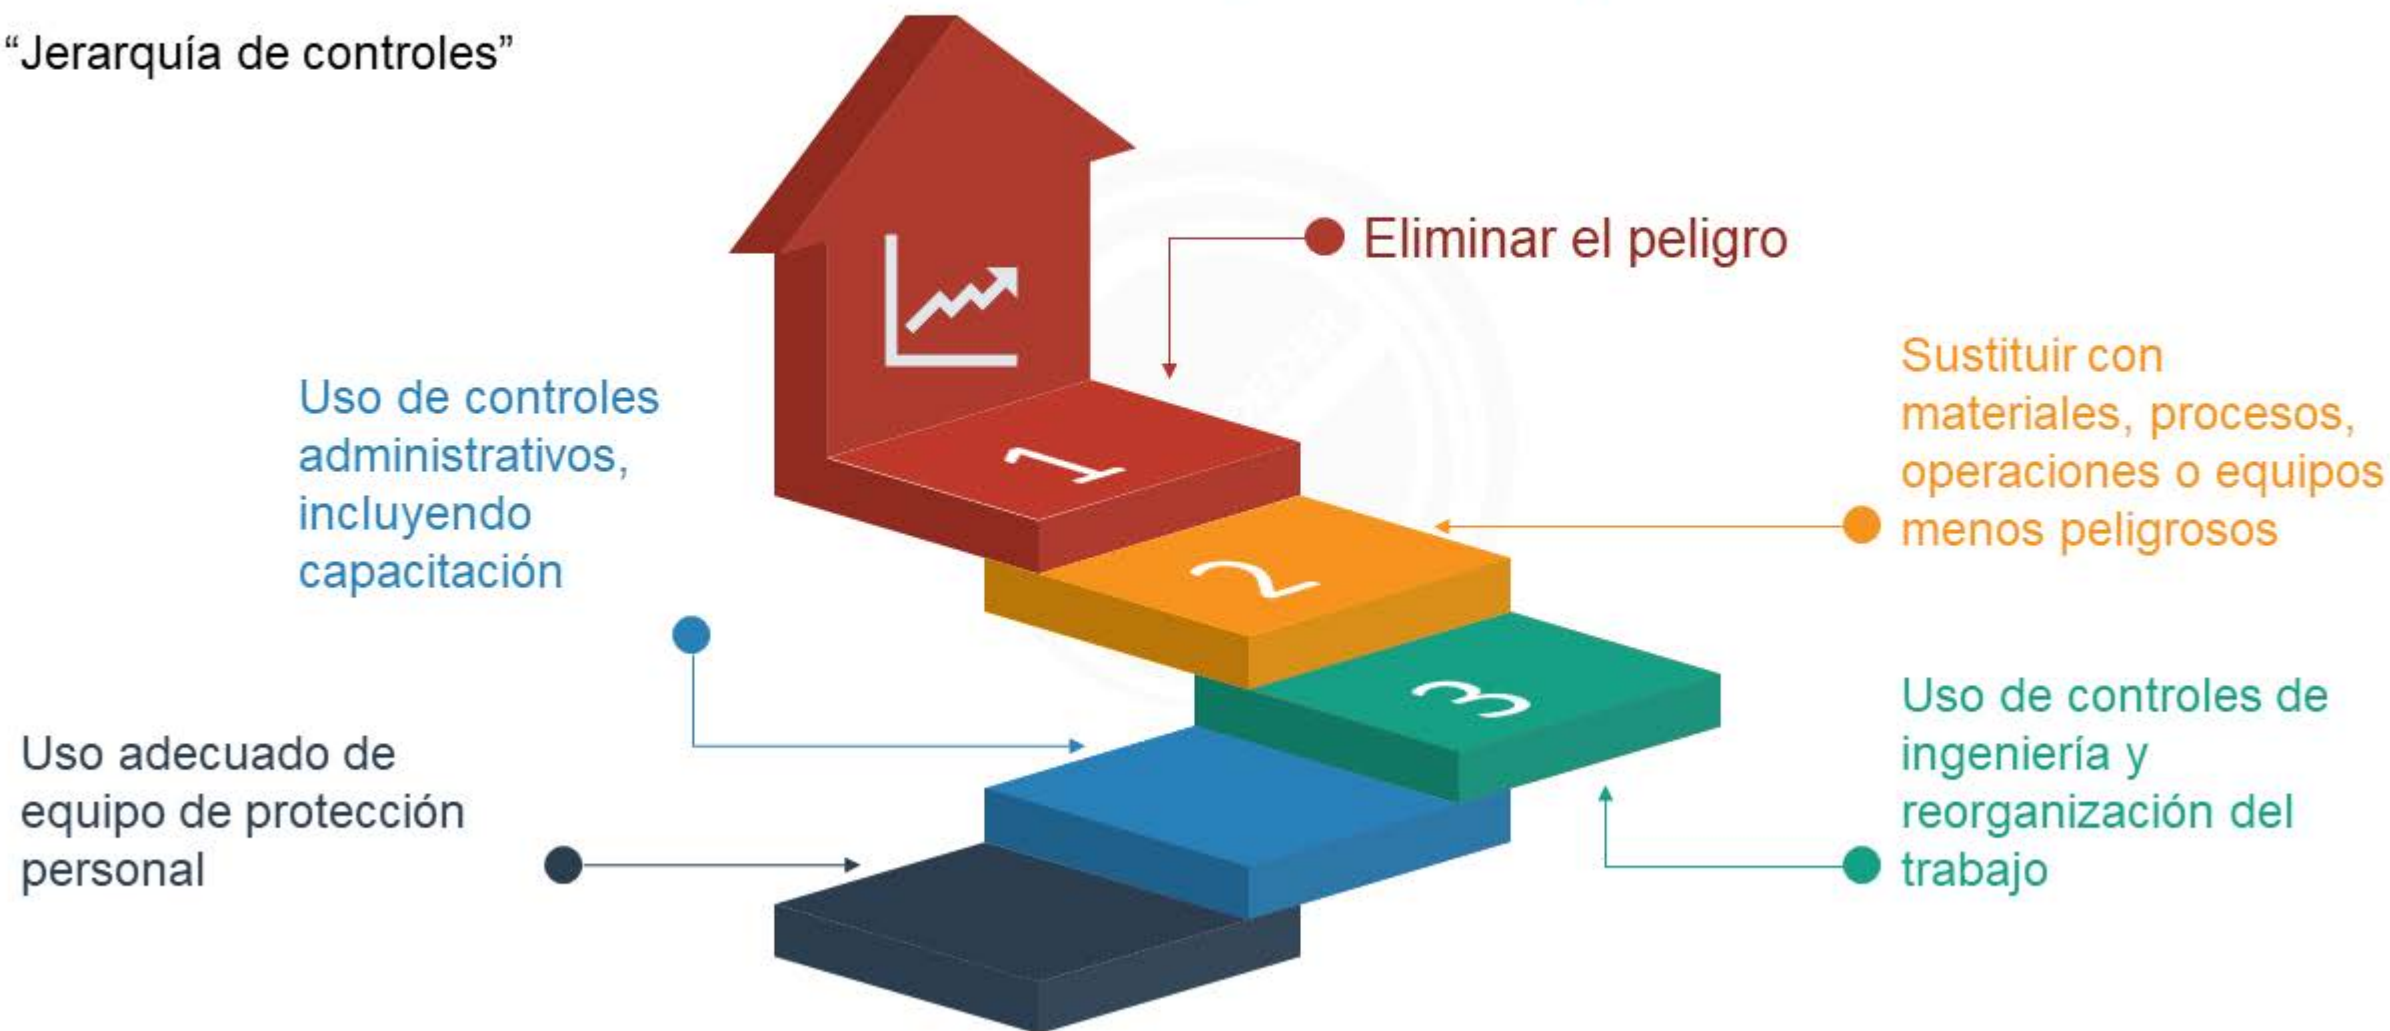 “Jerarquía de controles”
Eliminar el peligro
Sustituir con
materiales, procesos,
operaciones o equipos
menos peligrosos
Uso de controles
administrativos,
incluyendo
capacitación
1
2
3
Uso de controles de
ingeniería y
reorganización del
trabajo
Uso adecuado de
equipo de protección
personal